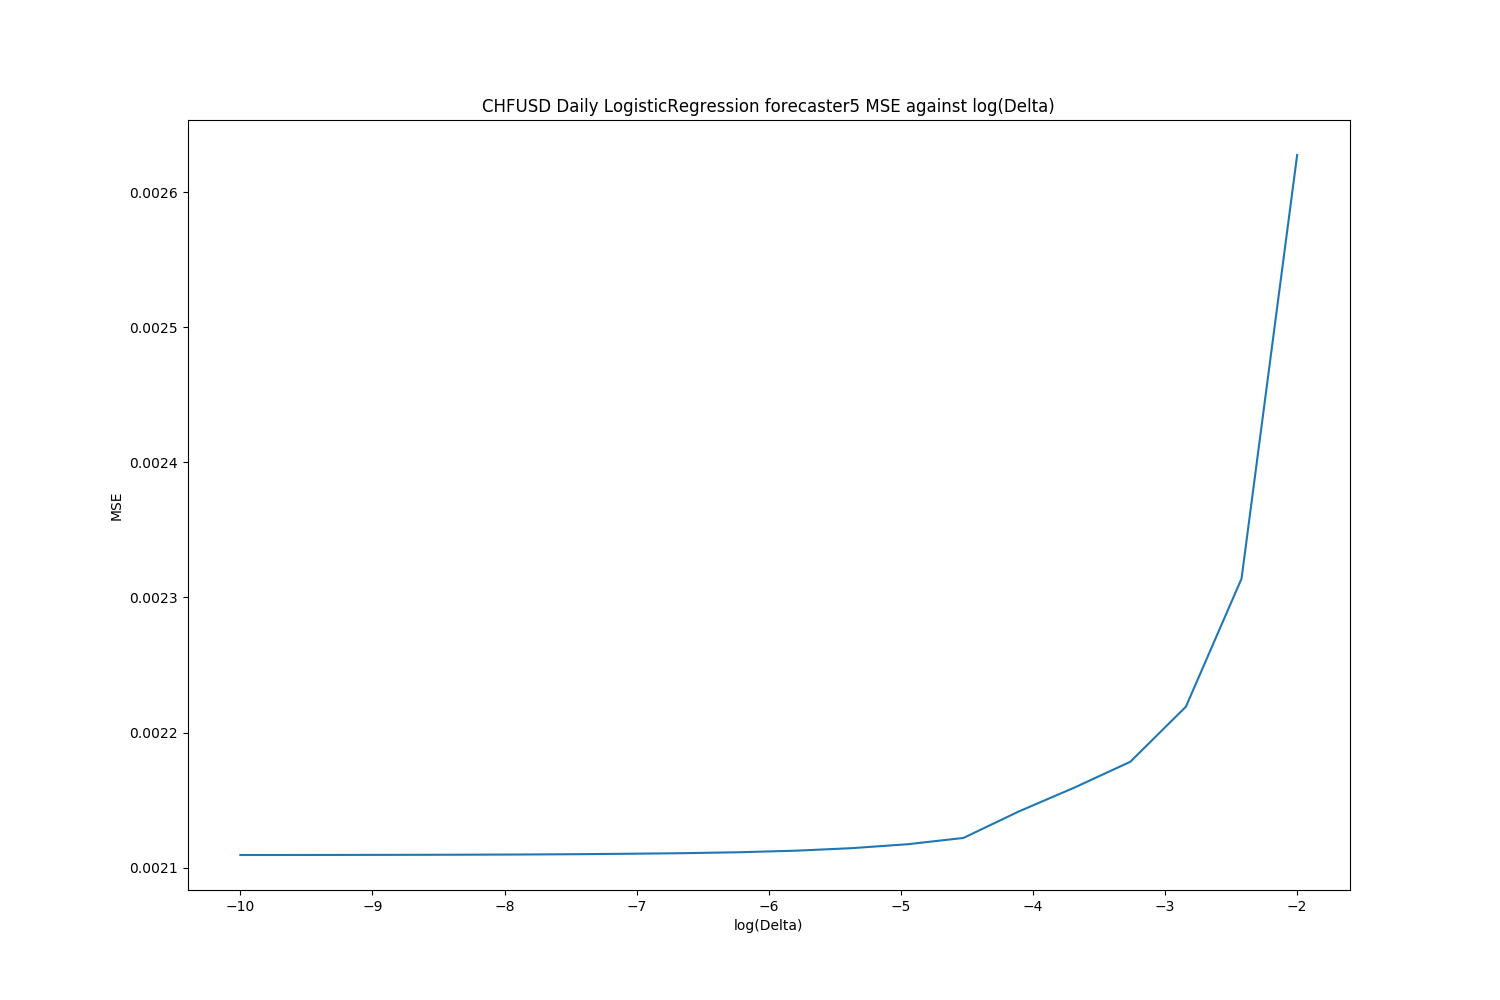 CHFUSD Daily LogisticRegression forecaster5 MSE against log(Delta)
0.0026
0.0025
0.0024
MSE
0.0023
0.0022
0.0021
−10 −9 −8 −7 −6 −5 −4 −3 −2
log(Delta)